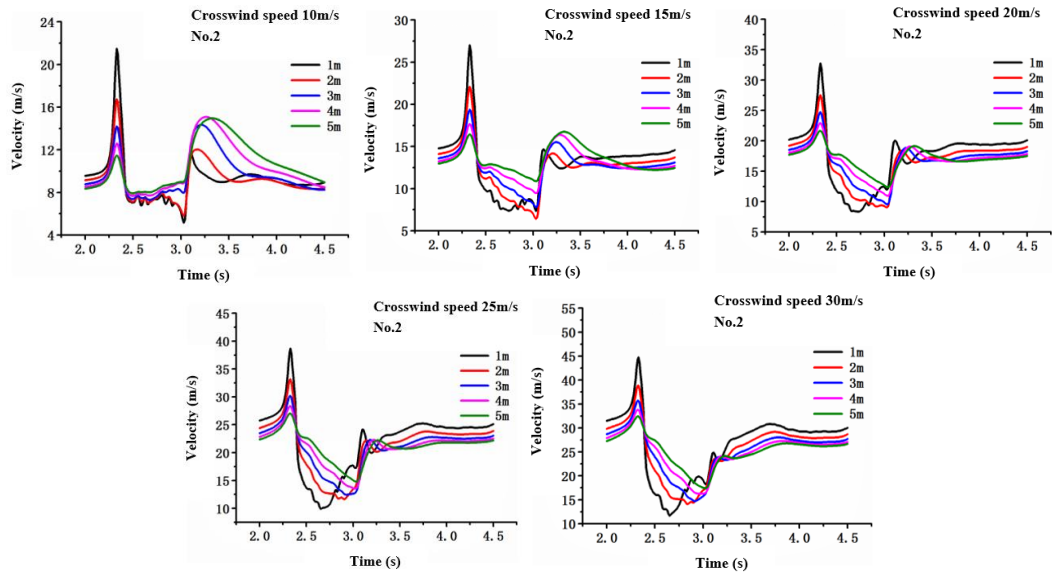 Crosswind speed 10m/s
No.2
24
20
16
12
8
4
Velocity (m/s)
1m
2m
3m
4m
5m
2.0 2.5 3.0 3.5 4.0 4.5
Time (s)
Crosswind speed 15m/s
No.2
30
25
20
15
10
5
Velocity (m/s)
1m
2m
3m
4m
5m
2.0 2.5 3.0 3.5 4.0 4.5
Time (s)
Crosswind speed 20m/s
No.2
40
35
30
25
20
15
10
5
Velocity (m/s)
1m
2m
3m
4m
5m
2.0 2.5 3.0 3.5 4.0 4.5
Time (s)
Crosswind speed 25m/s
No.2
45
40
35
30
25
20
15
10
Velocity (m/s)
1m
2m
3m
4m
5m
2.0 2.5 3.0 3.5 4.0 4.5
Time (s)
Crosswind speed 30m/s
No.2
55
50
45
40
35
30
25
20
15
10
Velocity (m/s)
1m
2m
3m
4m
5m
2.0 2.5 3.0 3.5 4.0 4.5
Time (s)